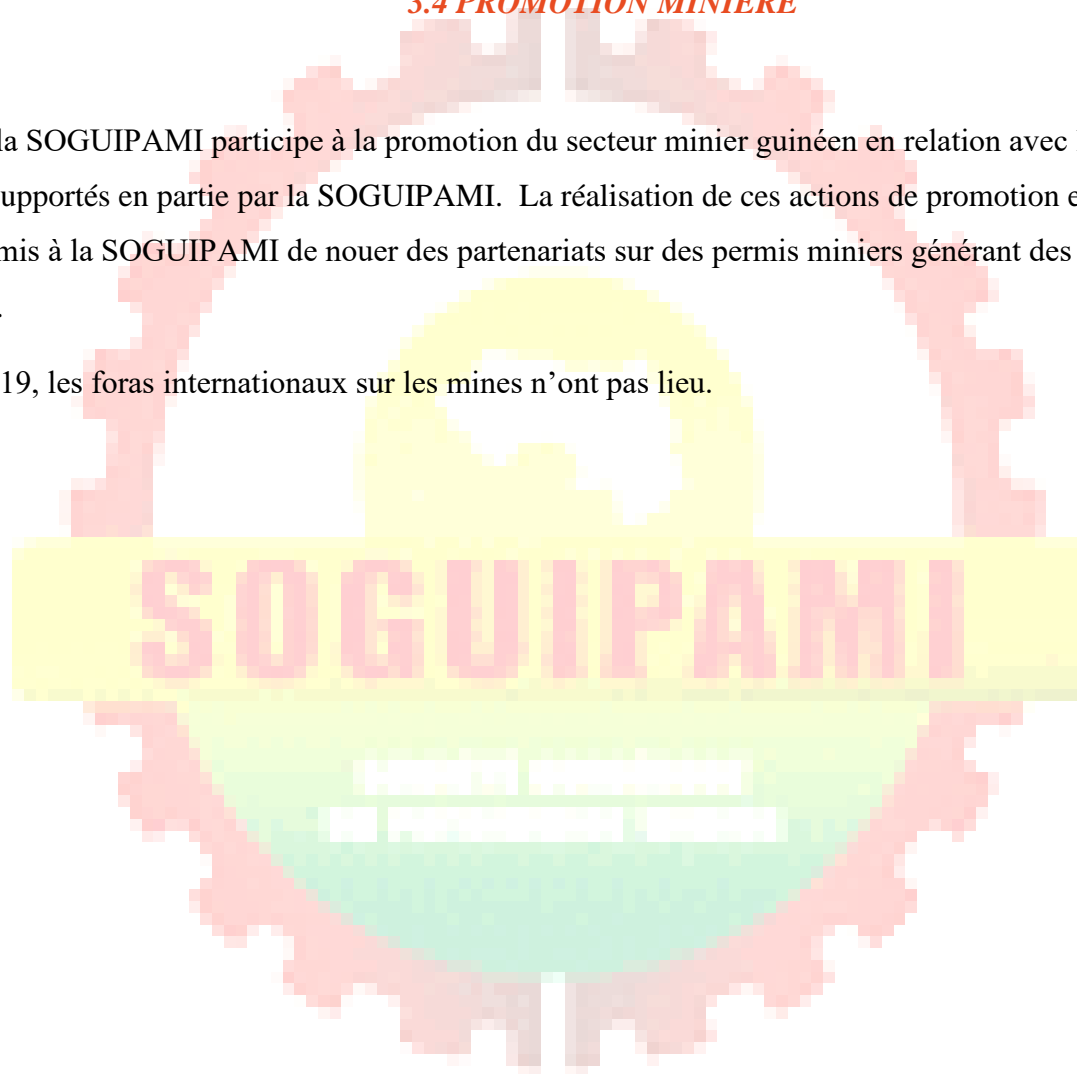 3.4 PROMOTION MINIERE
la SOGUIPAMI participe à la promotion du secteur minier guinéen en relation avec
upportés en partie par la SOGUIPAMI. La réalisation de ces actions de promotion
mis à la SOGUIPAMI de nouer des partenariats sur des permis miniers générant des
.
19, les foras internationaux sur les mines n’ont pas lieu.
SOGUIPAMI